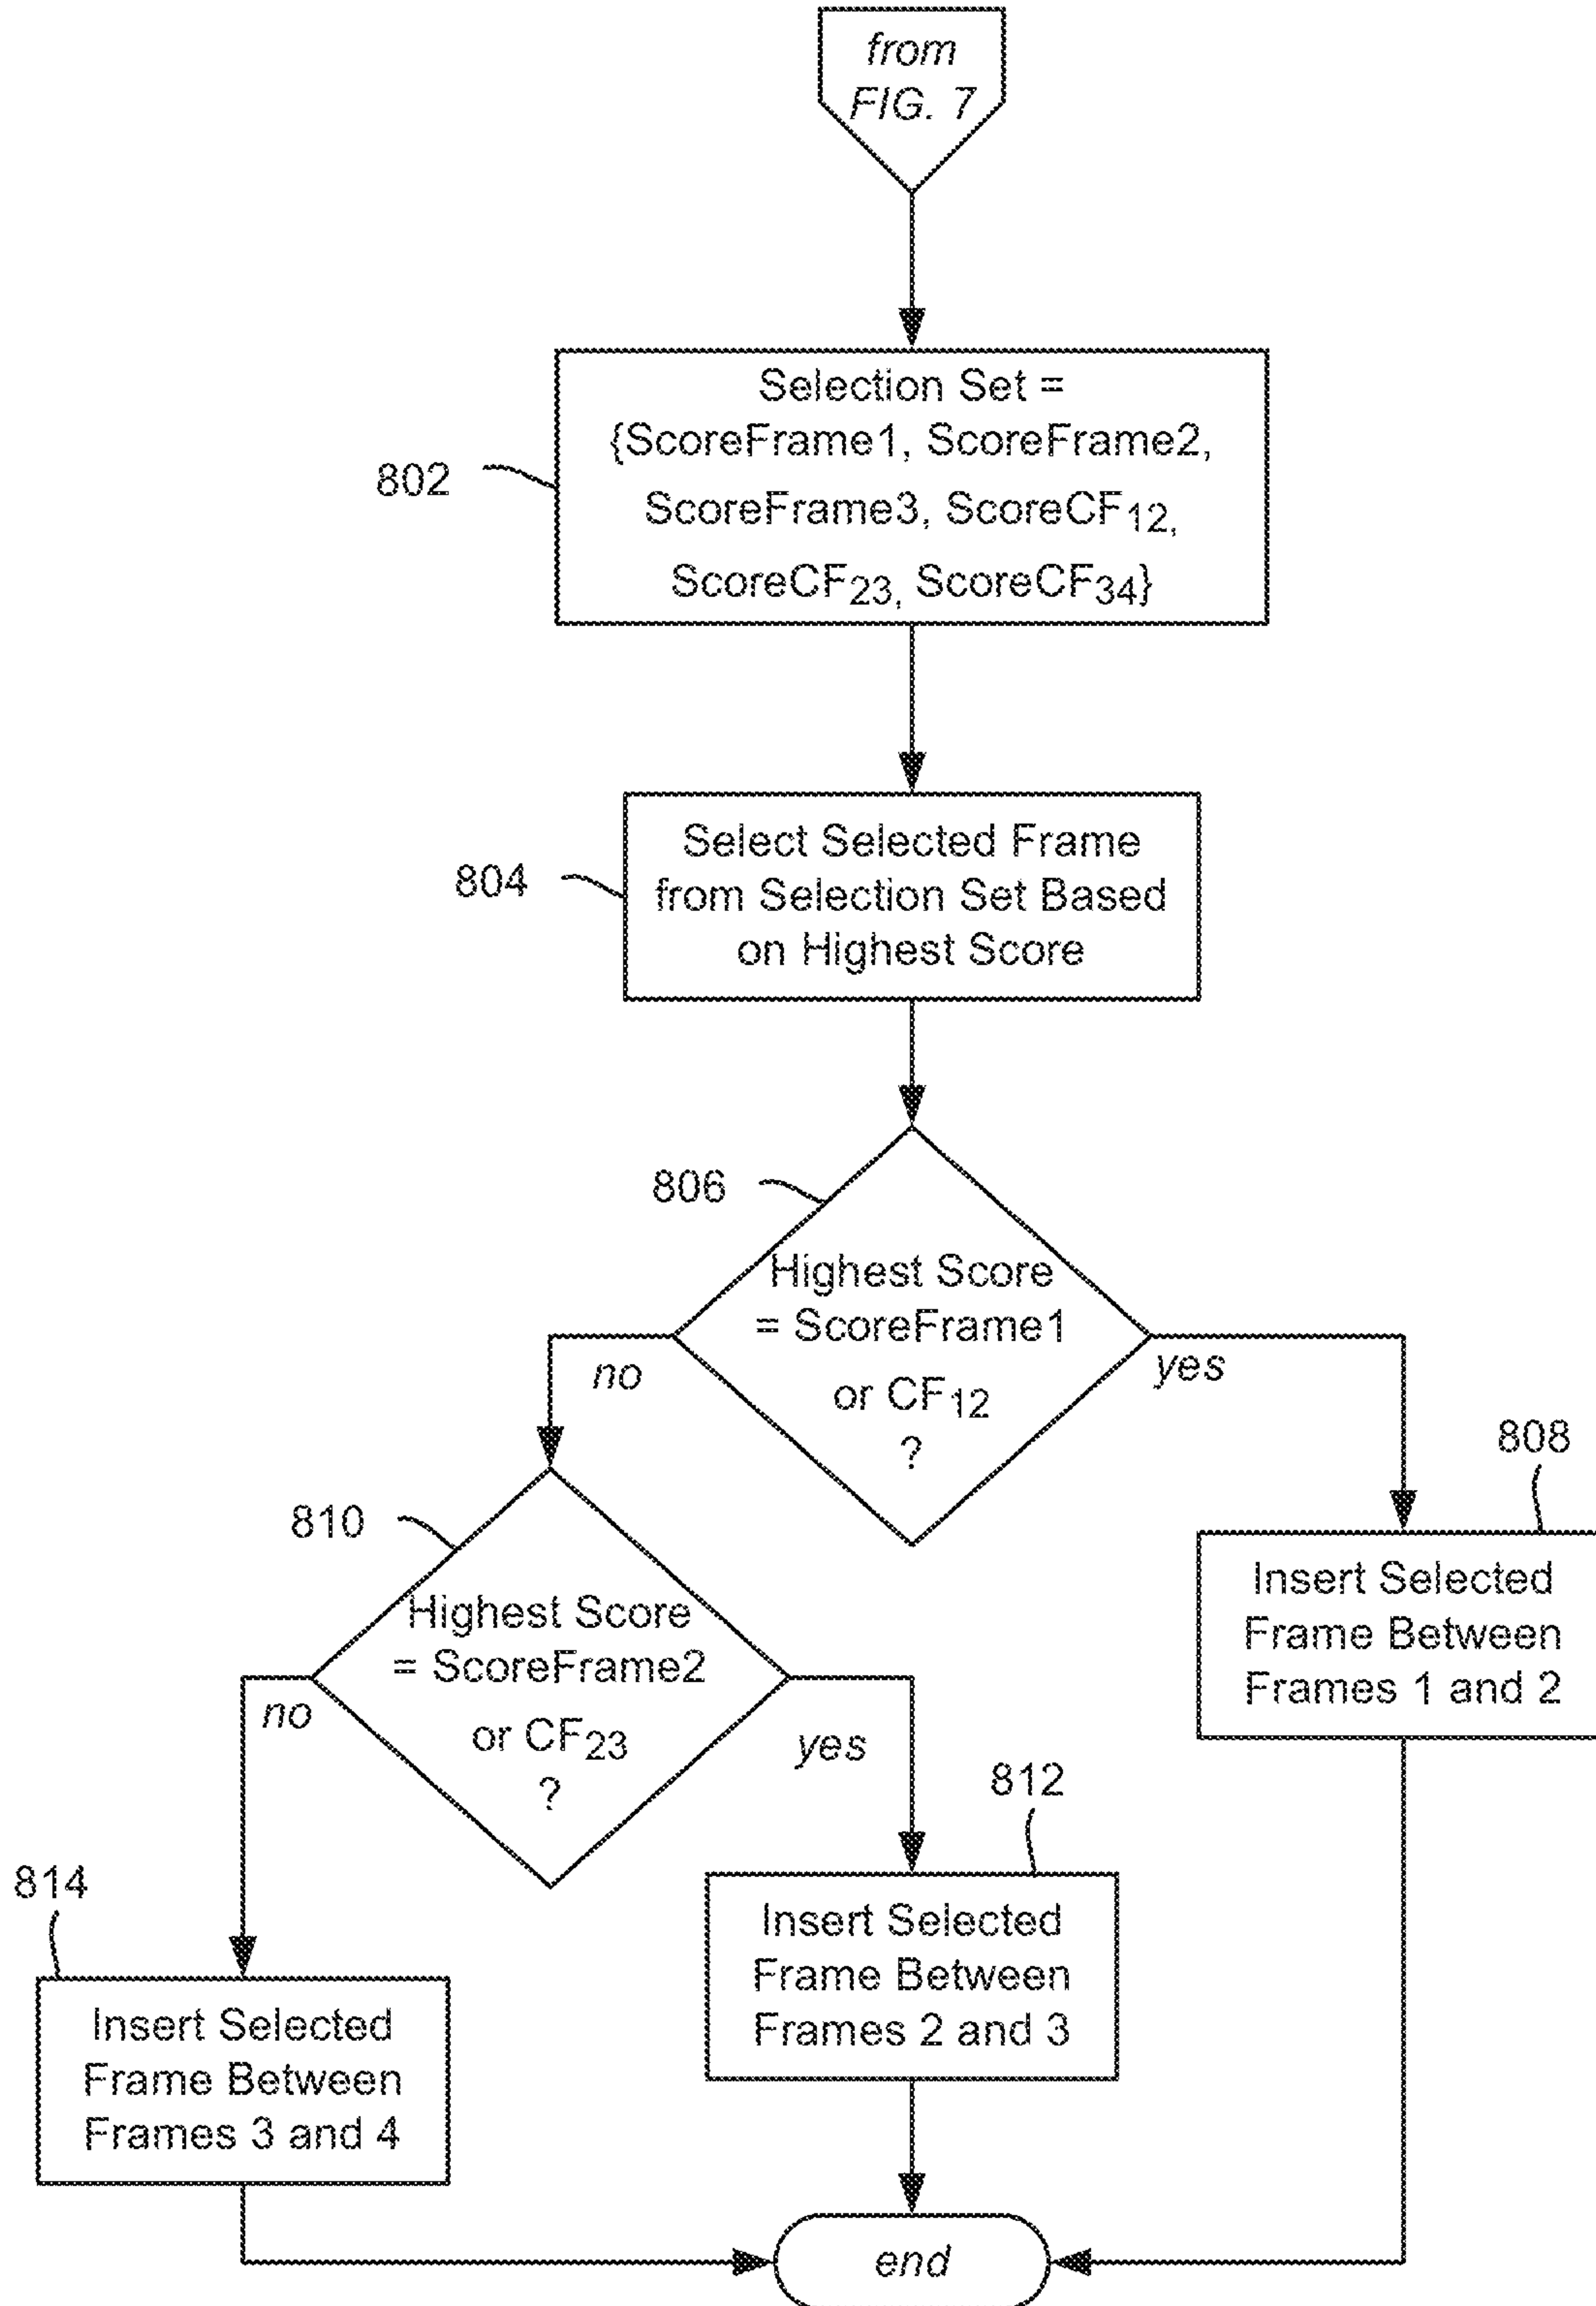 from
FIG. 7
802
Selection Set =
{ScoreFrame1, ScoreFrame2,
ScoreFrame3, ScoreCF12,
ScoreCF23, ScoreCF34}
804
Select Selected Frame
from Selection Set Based
on Highest Score
806
Highest Score
= ScoreFrame1
or CF12
?
no
yes
808
Insert Selected
Frame Between
Frames 1 and 2
810
Highest Score
= ScoreFrame2
or CF23
?
no
yes
812
Insert Selected
Frame Between
Frames 2 and 3
814
Insert Selected
Frame Between
Frames 3 and 4
end